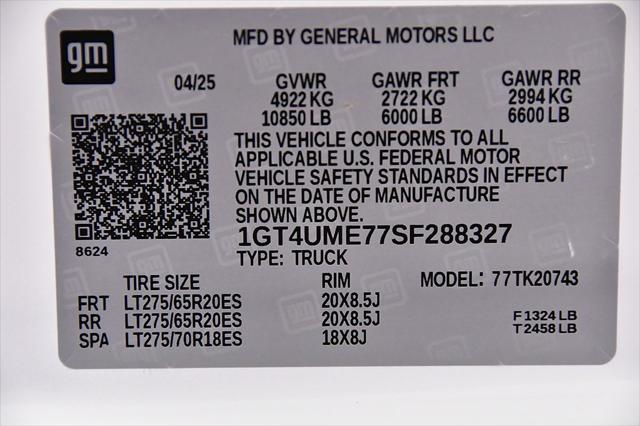 gm
MFD BY GENERAL MOTORS LLC
04/25 GVWR GAWR FRT GAWR RR
4922 KG 2722 KG 2994 KG
10850 LB 6000 LB 6600 LB
THIS VEHICLE CONFORMS TO ALL
APPLICABLE U.S. FEDERAL MOTOR
VEHICLE SAFETY STANDARDS IN EFFECT
ON THE DATE OF MANUFACTURE
SHOWN ABOVE.
8624
1GT4UME77SF288327
TYPE: TRUCK
TIRE SIZE RIM MODEL: 77TK20743
FRT LT275/65R20ES 20X8.5J
RR LT275/65R20ES 20X8.5J
SPA LT275/70R18ES 18X8J
F 1324 LB
T 2458 LB